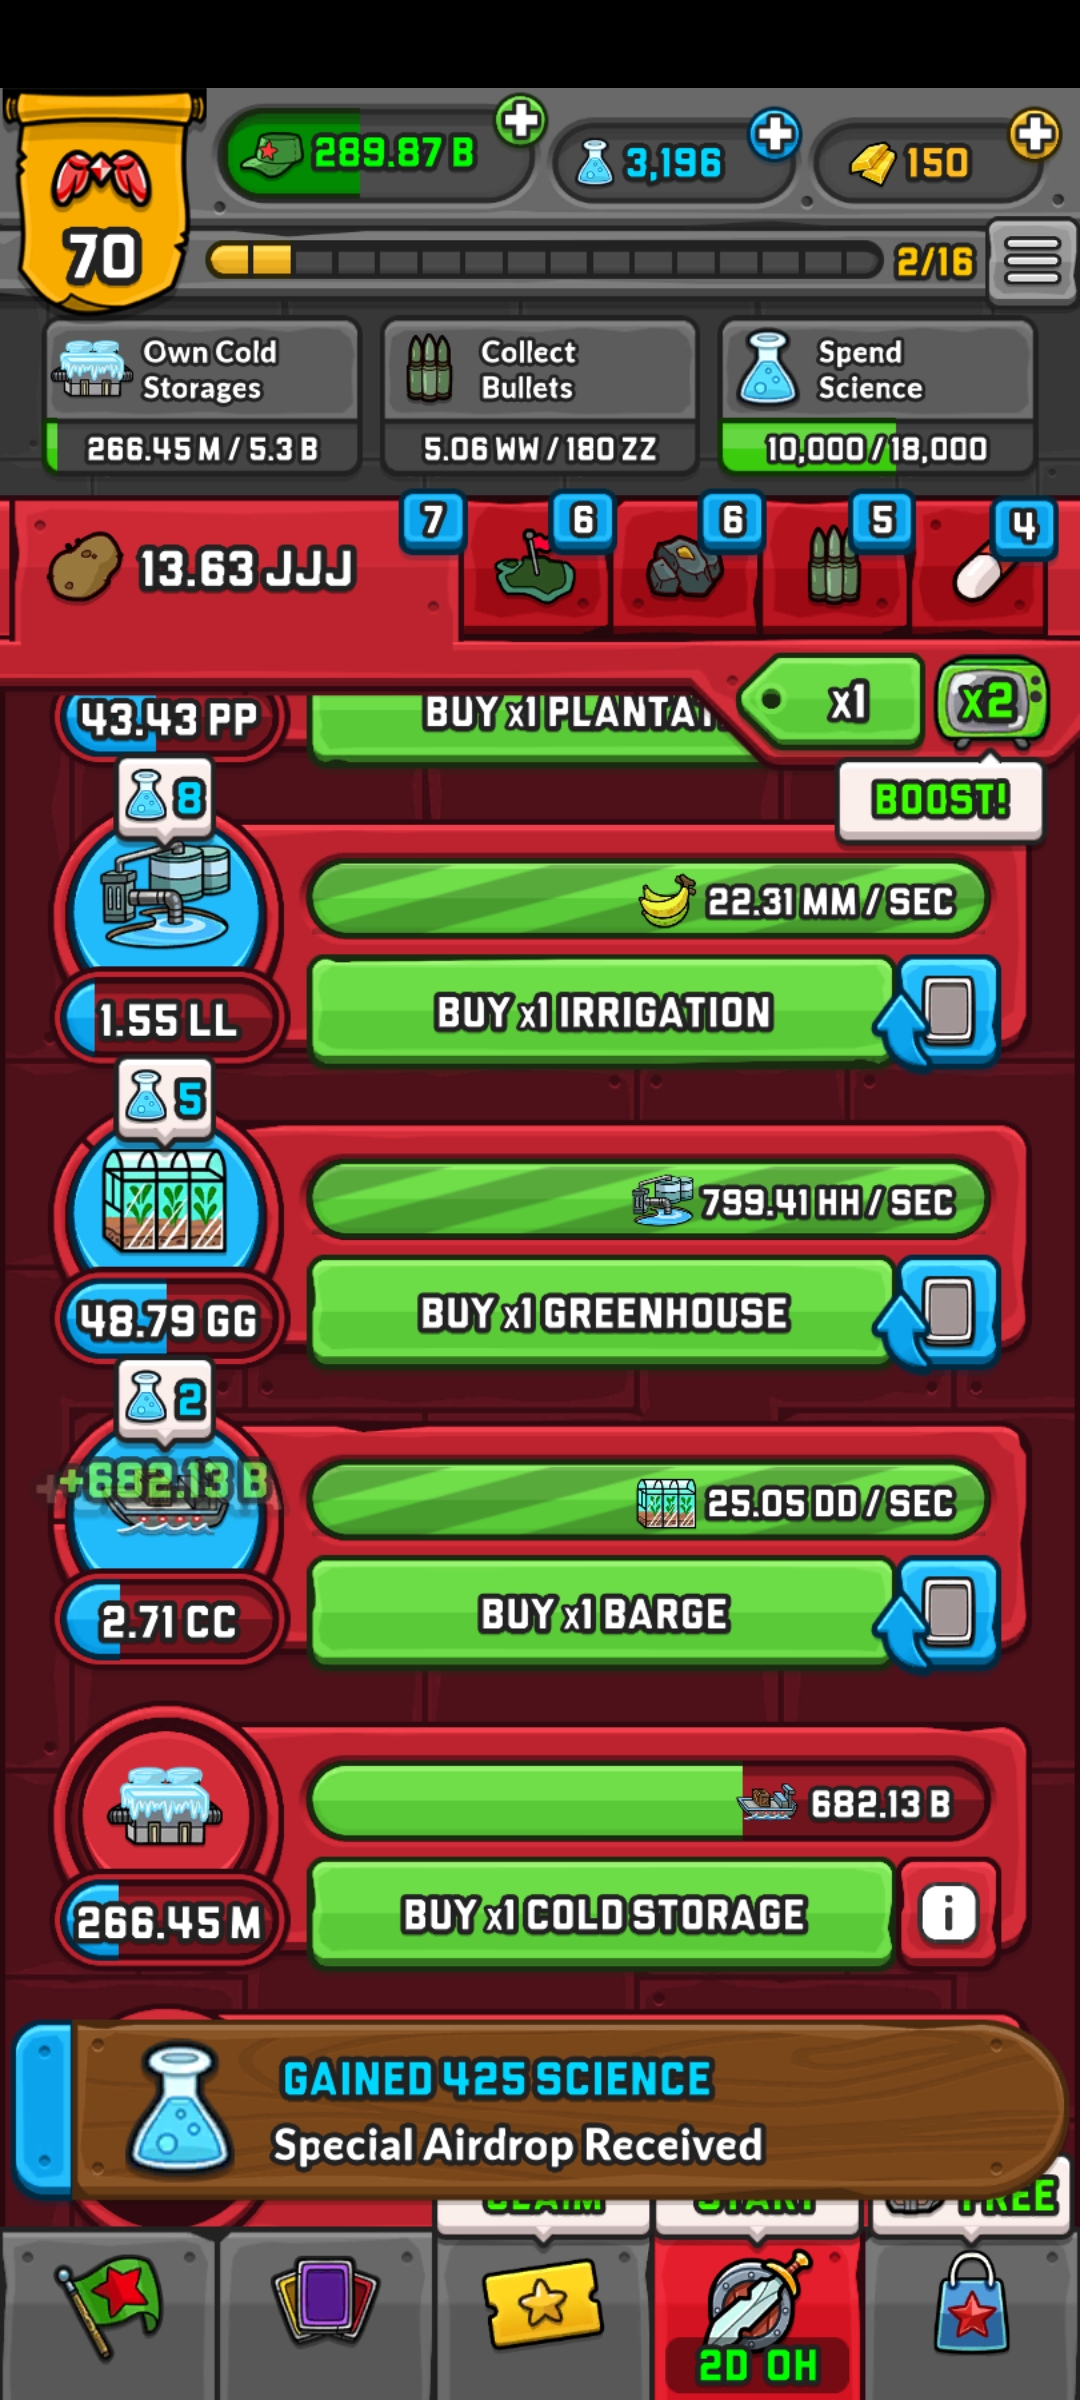 289.87 B
3,196
150
70
2/16
Own Cold
Storages
266.45 M / 5.3 B
Collect
Bullets
5.06 WW / 180 ZZ
Spend
Science
10,000 / 18,000
13.63 JJJ
7
6
6
5
4
x1
x2
BOOST!
43.43 PP
BUY x1 PLANTA
8
22.31 MM / SEC
1.55 LL
BUY x1 IRRIGATION
5
799.41 HH / SEC
48.79 GG
BUY x1 GREENHOUSE
2
+682.13 B
25.05 DD / SEC
2.71 CC
BUY x1 BARGE
682.13 B
266.45 M
BUY x1 COLD STORAGE
i
GAINED 425 SCIENCE
Special Airdrop Received
CLAIM
START
FREE
2D 0H